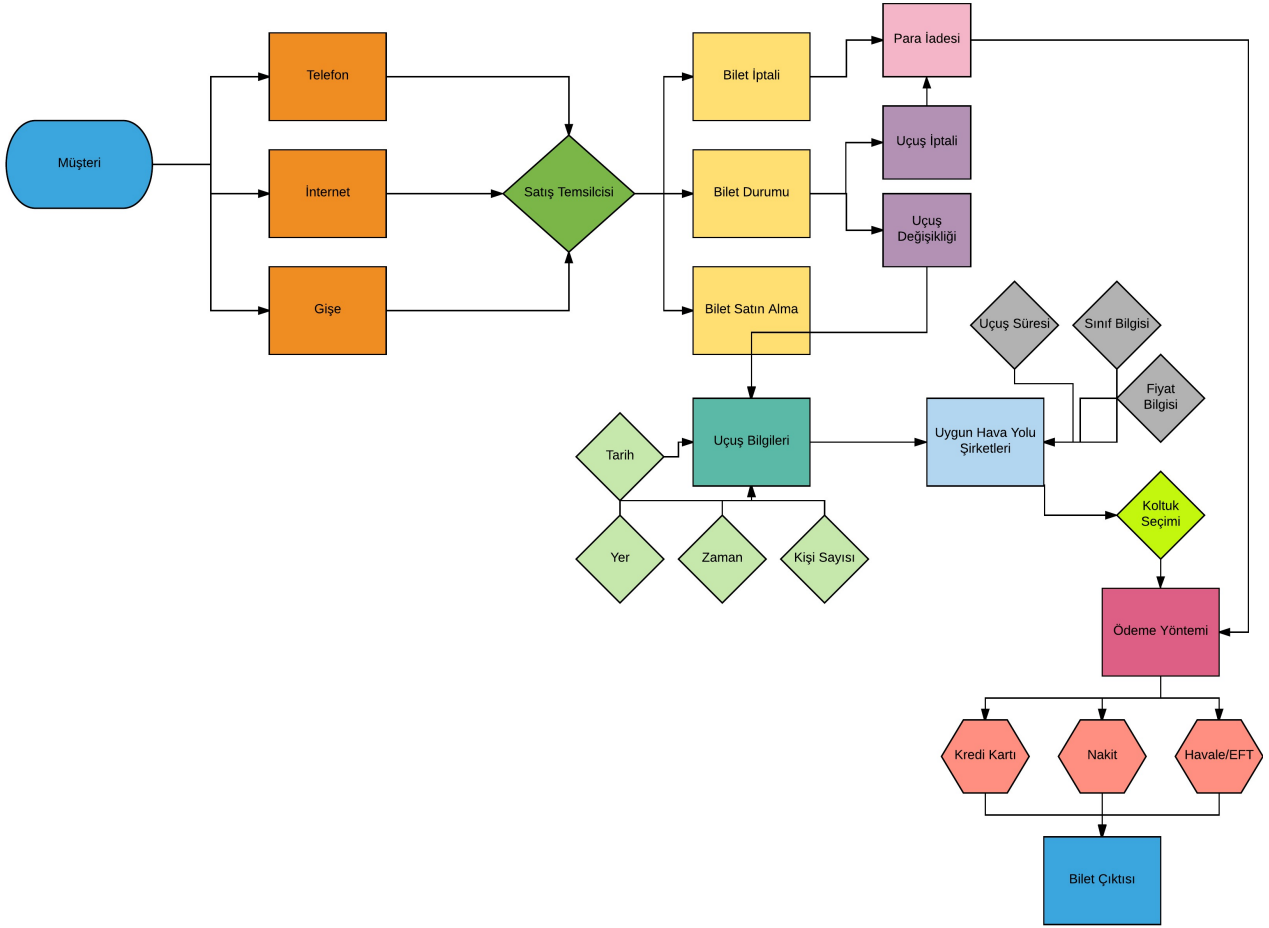 Müşteri
Telefon
İnternet
Gişe
Satış Temsilcisi
Bilet İptali
Bilet Durumu
Bilet Satın Alma
Para İadesi
Uçuş İptali
Uçuş
Değişikliği
Uçuş Süresi
Sınıf Bilgisi
Fiyat
Bilgisi
Tarih
Uçuş Bilgileri
Uygun Hava Yolu
Şirketleri
Yer
Zaman
Kişi Sayısı
Koltuk
Seçimi
Ödeme Yöntemi
Kredi Kartı
Nakit
Havale/EFT
Bilet Çıktısı